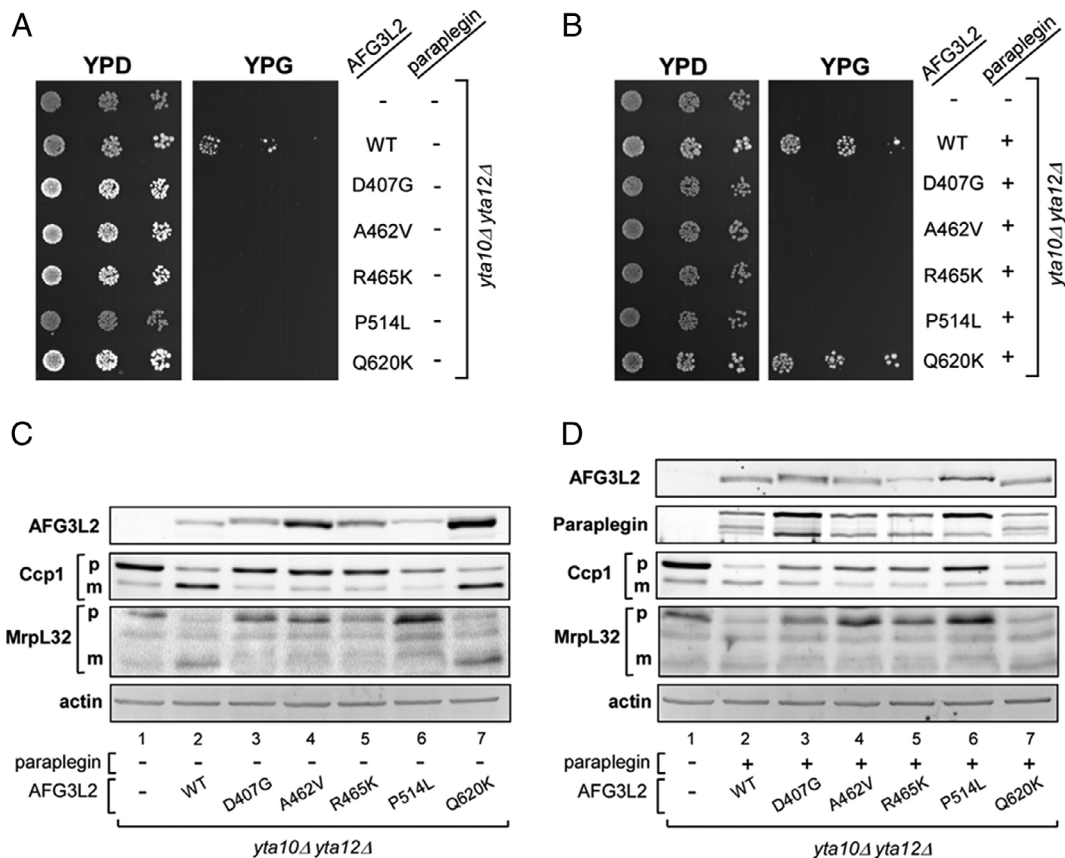 A
YPD YPG AFG3L2 paraplegin
- -
WT -
D407G -
A462V -
R465K -
P514L -
Q620K -
yta10Δ yta12Δ
B
YPD YPG AFG3L2 paraplegin
- -
WT +
D407G +
A462V +
R465K +
P514L +
Q620K +
yta10Δ yta12Δ
C
AFG3L2
Ccp1 p
m
MrpL32 p
m
actin
1 2 3 4 5 6 7
paraplegin - - - - - - -
AFG3L2 - WT D407G A462V R465K P514L Q620K
yta10Δ yta12Δ
D
AFG3L2
Paraplegin
Ccp1 p
m
MrpL32 p
m
actin
1 2 3 4 5 6 7
paraplegin - + + + + + +
AFG3L2 - WT D407G A462V R465K P514L Q620K
yta10Δ yta12Δ